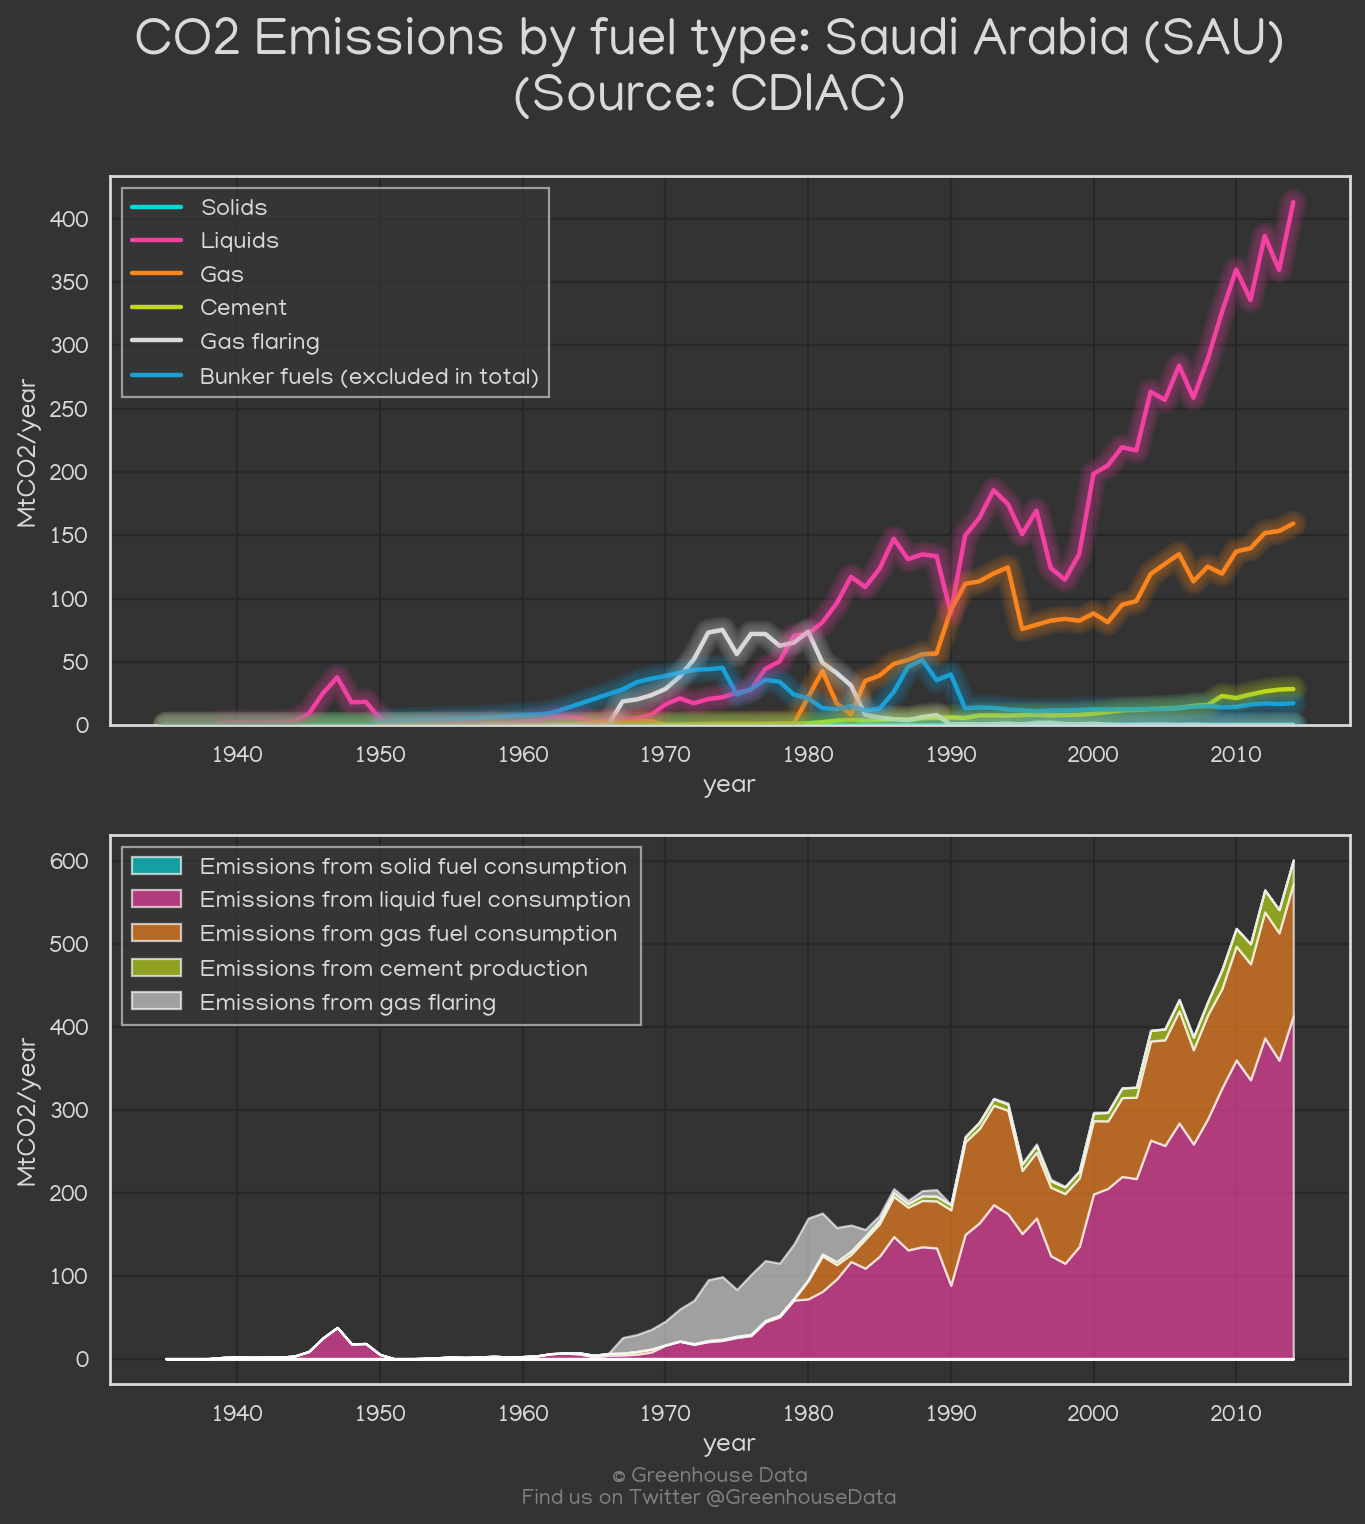 CO2 Emissions by fuel type: Saudi Arabia (SAU)
(Source: CDIAC)
Solids
Liquids
Gas
Cement
Gas flaring
Bunker fuels (excluded in total)
400
350
300
250
200
150
100
50
0
MtCO2/year
1940 1950 1960 1970 1980 1990 2000 2010
year
Emissions from solid fuel consumption
Emissions from liquid fuel consumption
Emissions from gas fuel consumption
Emissions from cement production
Emissions from gas flaring
600
500
400
300
200
100
0
MtCO2/year
1940 1950 1960 1970 1980 1990 2000 2010
year
© Greenhouse Data
Find us on Twitter @GreenhouseData